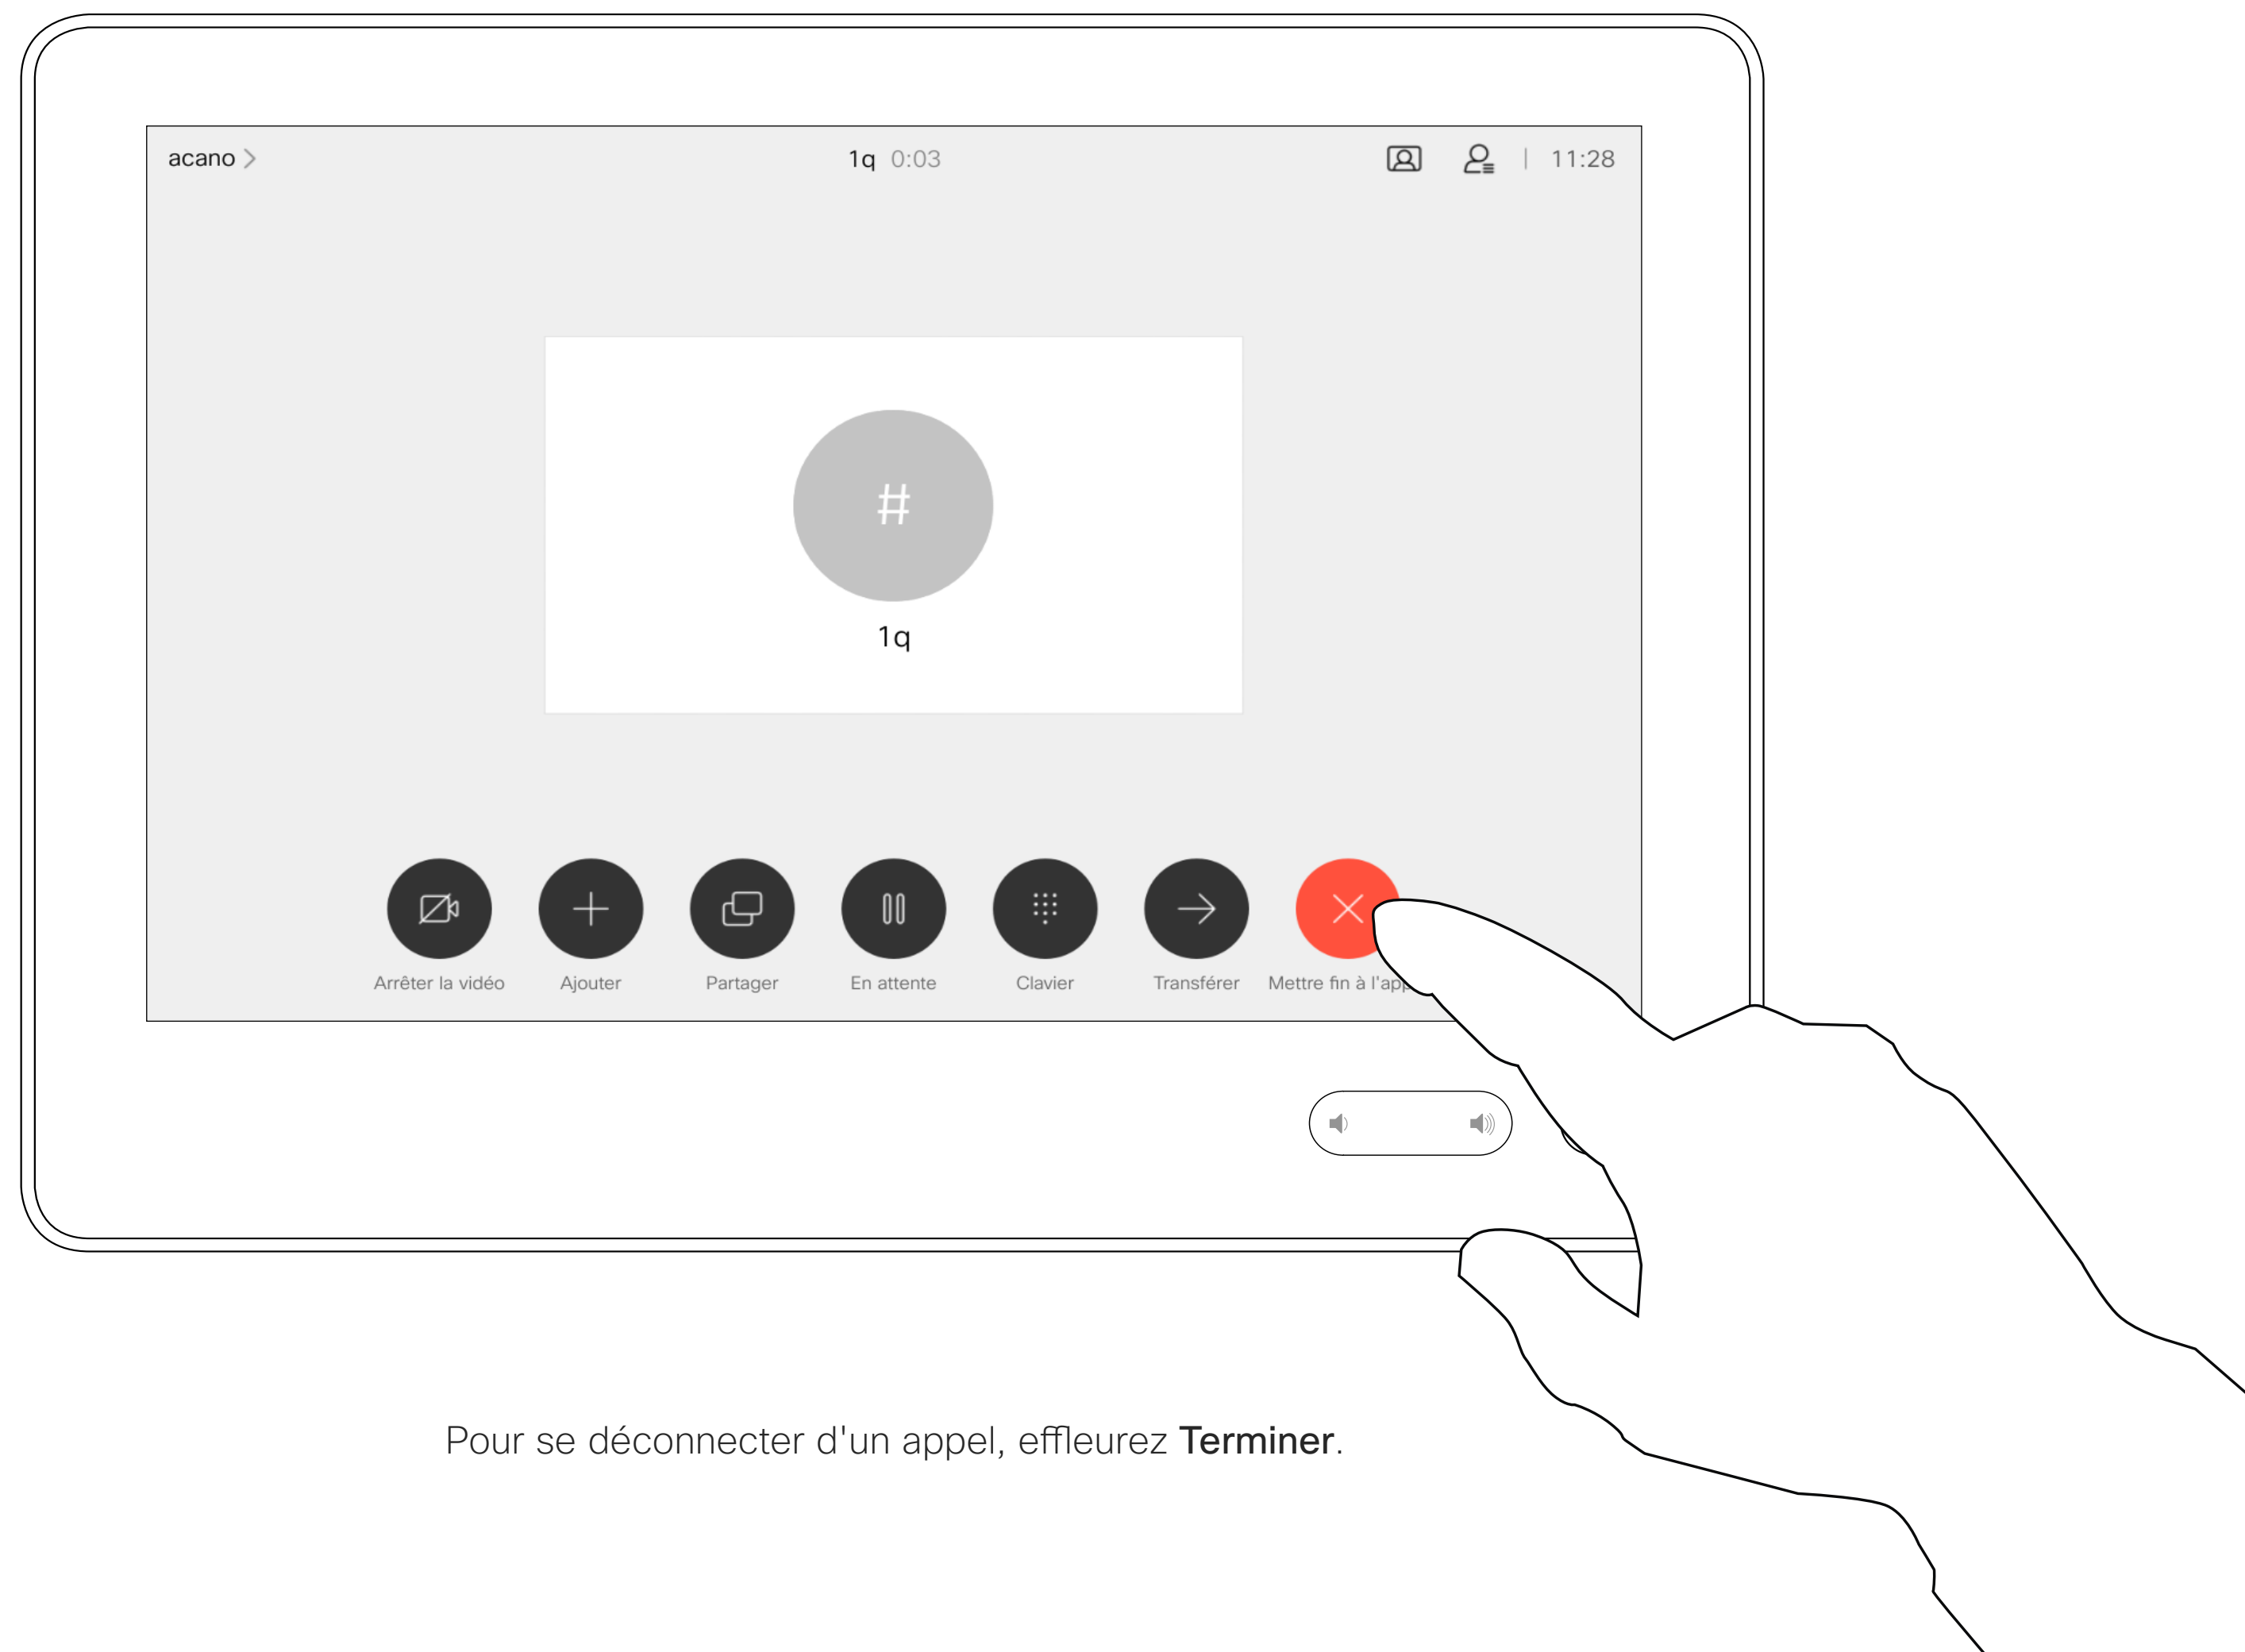 acano
1q 0:03
11:28
#
1q
Arrêter la vidéo
Ajouter
Partager
En attente
Clavier
Transférer
Mettre fin à l'app
Pour se déconnecter d'un appel, effleurez Terminer.